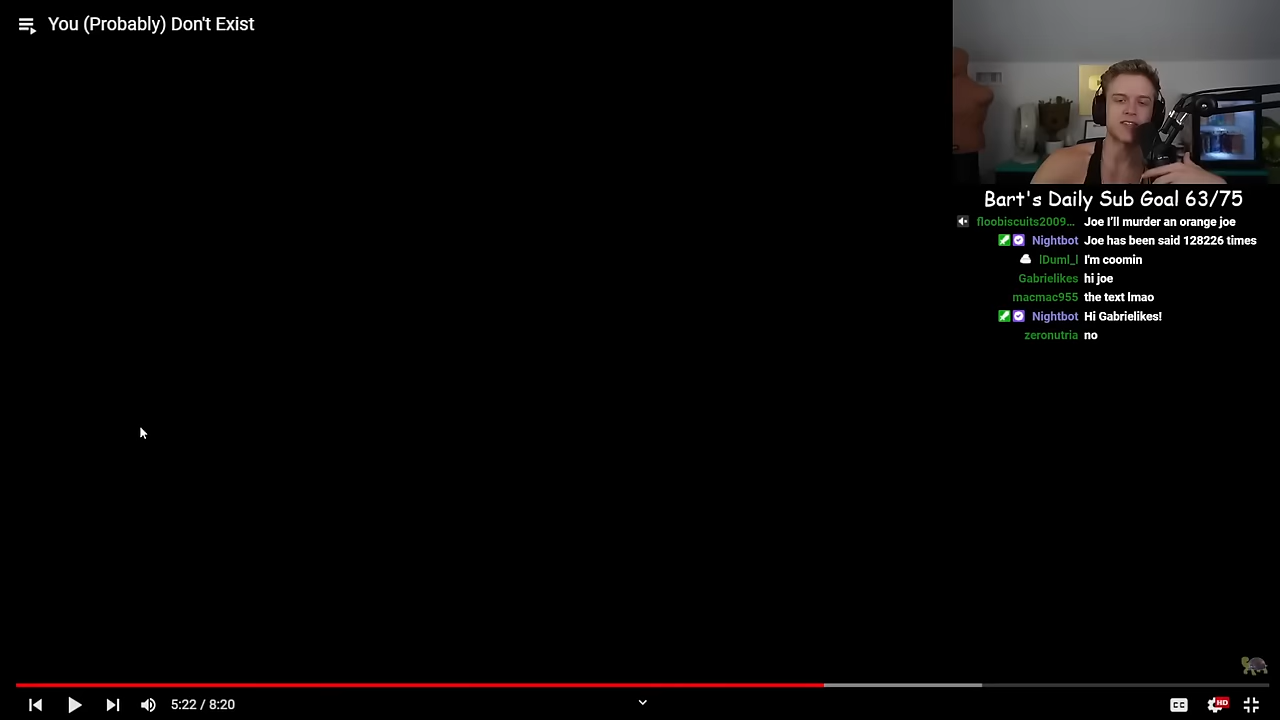 You (Probably) Don't Exist
Bart's Daily Sub Goal 63/75
floobiscuits2009... Joe I'll murder an orange joe
Nightbot Joe has been said 128226 times
lDuml_l I'm coomin
Gabrielikes hi joe
macmac955 the text lmao
Nightbot Hi Gabrielikes!
zeronutria no
5:22 / 8:20
CC
HD